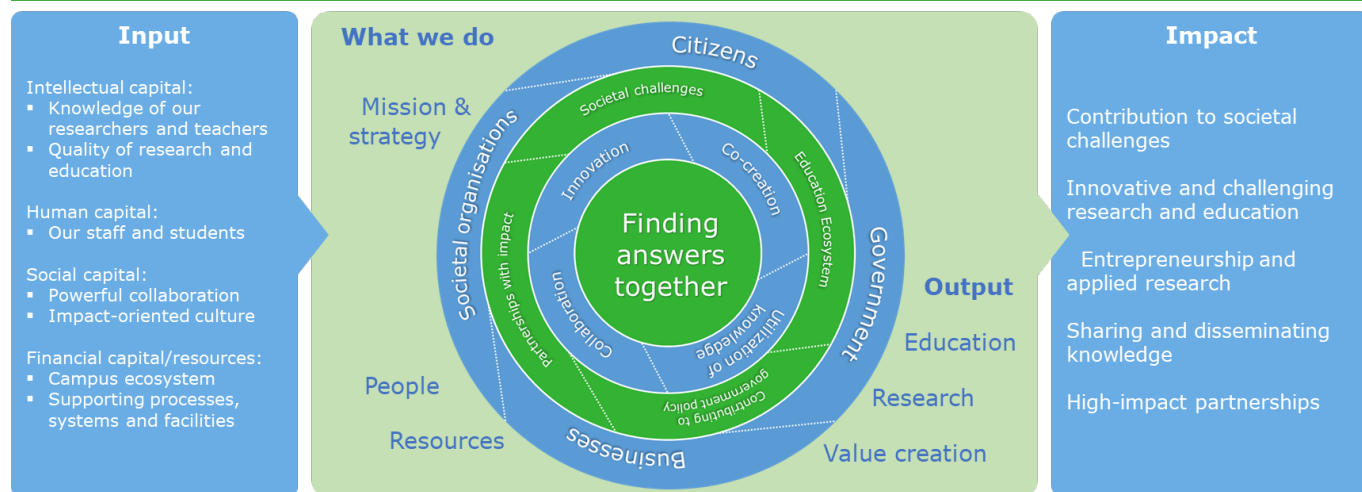 Input
Intellectual capital:
▪ Knowledge of our
researchers and teachers
▪ Quality of research and
education
Human capital:
▪ Our staff and students
Social capital:
▪ Powerful collaboration
▪ Impact-oriented culture
Financial capital/resources:
▪ Campus ecosystem
▪ Supporting processes,
systems and facilities
What we do
Mission &
strategy
People
Resources
Citizens
Government
Businesses
Societal organisations
Societal challenges
Education Ecosystem
Contributing to
government policy
Partnerships with impact
Innovation
Co-creation
Utilization of
knowledge
Collaboration
Finding
answers
together
Output
Education
Research
Value creation
Impact
Contribution to societal
challenges
Innovative and challenging
research and education
Entrepreneurship and
applied research
Sharing and disseminating
knowledge
High-impact partnerships